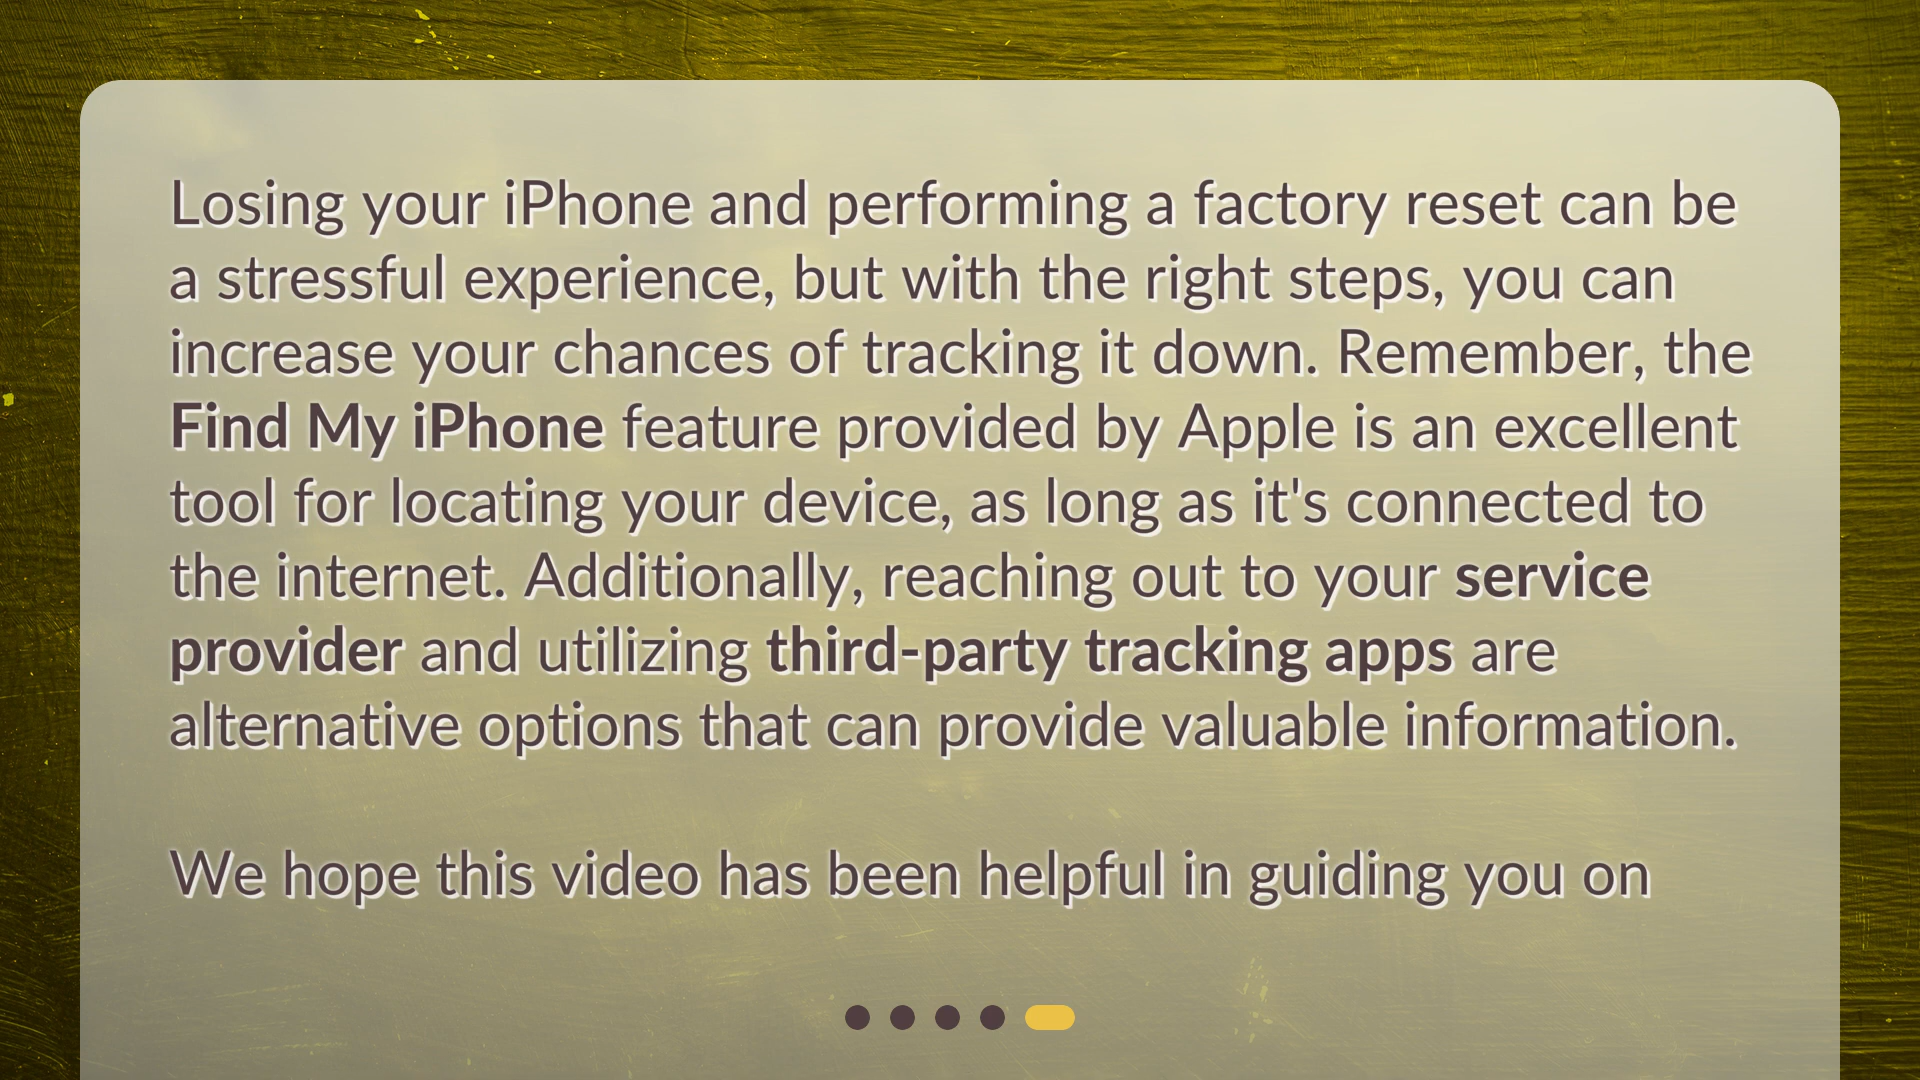 Losing your iPhone and performing a factory reset can be
a stressful experience, but with the right steps, you can
increase your chances of tracking it down. Remember, the
Find My iPhone feature provided by Apple is an excellent
tool for locating your device, as long as it's connected to
the internet. Additionally, reaching out to your service
provider and utilizing third-party tracking apps are
alternative options that can provide valuable information.
We hope this video has been helpful in guiding you on